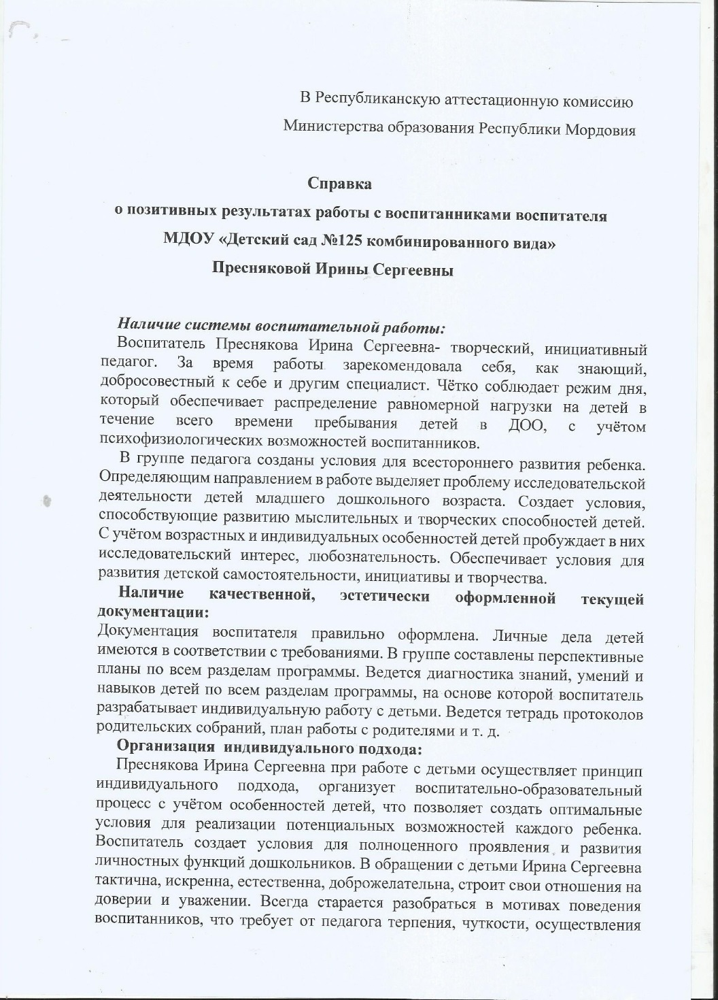 В Республиканскую аттестационную комиссию
Министерства образования Республики Мордовия
Справка
о позитивных результатах работы с воспитанниками воспитателя
МДОУ «Детский сад №125 комбинированного вида»
Пресняковой Ирины Сергеевны
Наличие системы воспитательной работы:
Воспитатель Преснякова Ирина Сергеевна- творческий, инициативный
педагог. За время работы зарекомендовала себя, как знающий,
добросовестный к себе и другим специалист. Чётко соблюдает режим дня,
который обеспечивает распределение равномерной нагрузки на детей в
течение всего времени пребывания детей в ДОО, с учётом
психофизиологических возможностей воспитанников.
В группе педагога созданы условия для всестороннего развития ребенка.
Определяющим направлением в работе выделяет проблему исследовательской
деятельности детей младшего дошкольного возраста. Создает условия,
способствующие развитию мыслительных и творческих способностей детей.
С учётом возрастных и индивидуальных особенностей детей пробуждает в них
исследовательский интерес, любознательность. Обеспечивает условия для
развития детской самостоятельности, инициативы и творчества.
Наличие качественной, эстетически оформленной текущей
документации:
Документация воспитателя правильно оформлена. Личные дела детей
имеются в соответствии с требованиями. В группе составлены перспективные
планы по всем разделам программы. Ведется диагностика знаний, умений и
навыков детей по всем разделам программы, на основе которой воспитатель
разрабатывает индивидуальную работу с детьми. Ведется тетрадь протоколов
родительских собраний, план работы с родителями и т. д.
Организация индивидуального подхода:
Преснякова Ирина Сергеевна при работе с детьми осуществляет принцип
индивидуального подхода, организует воспитательно-образовательный
процесс с учётом особенностей детей, что позволяет создать оптимальные
условия для реализации потенциальных возможностей каждого ребенка.
Воспитатель создает условия для полноценного проявления и развития
личностных функций дошкольников. В обращении с детьми Ирина Сергеевна
тактична, искренна, естественна, доброжелательна, строит свои отношения на
доверии и уважении. Всегда старается разобраться в мотивах поведения
воспитанников, что требует от педагога терпения, чуткости, осуществления